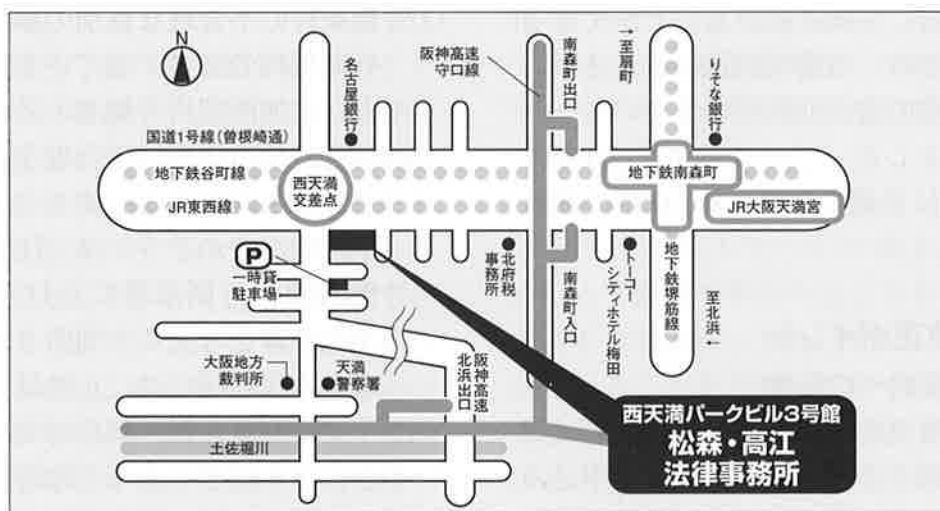 N
名古屋銀行
阪神高速
守口線
南森町出口
→至扇町
りそな銀行
国道1号線(曽根崎通)
地下鉄谷町線
JR東西線
西天満
交差点
地下鉄南森町
JR大阪天満宮
P
一時貸
駐車場
北府税
事務所
南森町入口
トーコー
シティホテル梅田
地下鉄堺筋線
至北浜←
大阪地方
裁判所
天満
警察署
阪神高速
北浜出口
土佐堀川
西天満パークビル3号館
松森・高江
法律事務所